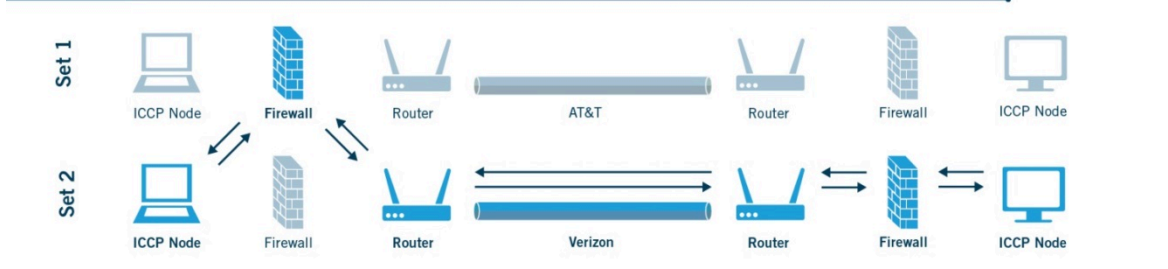 Set 1
ICCP Node Firewall Router AT&T Router Firewall ICCP Node
Set 2
ICCP Node Firewall Router Verizon Router Firewall ICCP Node